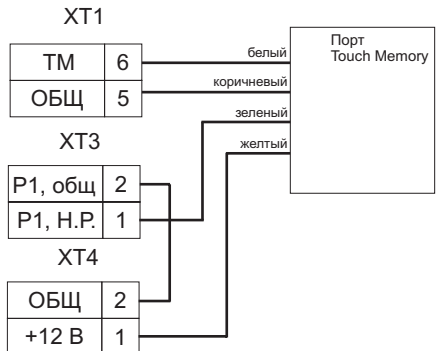 XT1
ТМ 6
ОБЩ 5
XT3
Р1, общ 2
Р1, Н.Р. 1
XT4
ОБЩ 2
+12 В 1
белый
коричневый
зеленый
желтый
Порт
Touch Memory